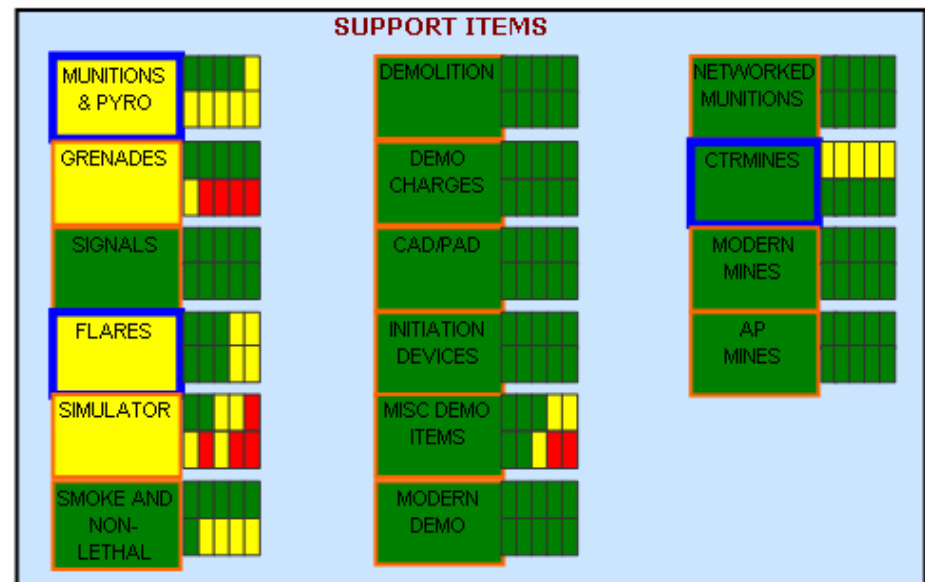 SUPPORT ITEMS
MUNITIONS
& PYRO
GRENADES
SIGNALS
FLARES
SIMULATOR
SMOKE AND
NON-
LETHAL
DEMOLITION
DEMO
CHARGES
CAD/PAD
INITIATION
DEVICES
MISC DEMO
ITEMS
MODERN
DEMO
NETWORKED
MUNITIONS
CTRMINES
MODERN
MINES
AP
MINES